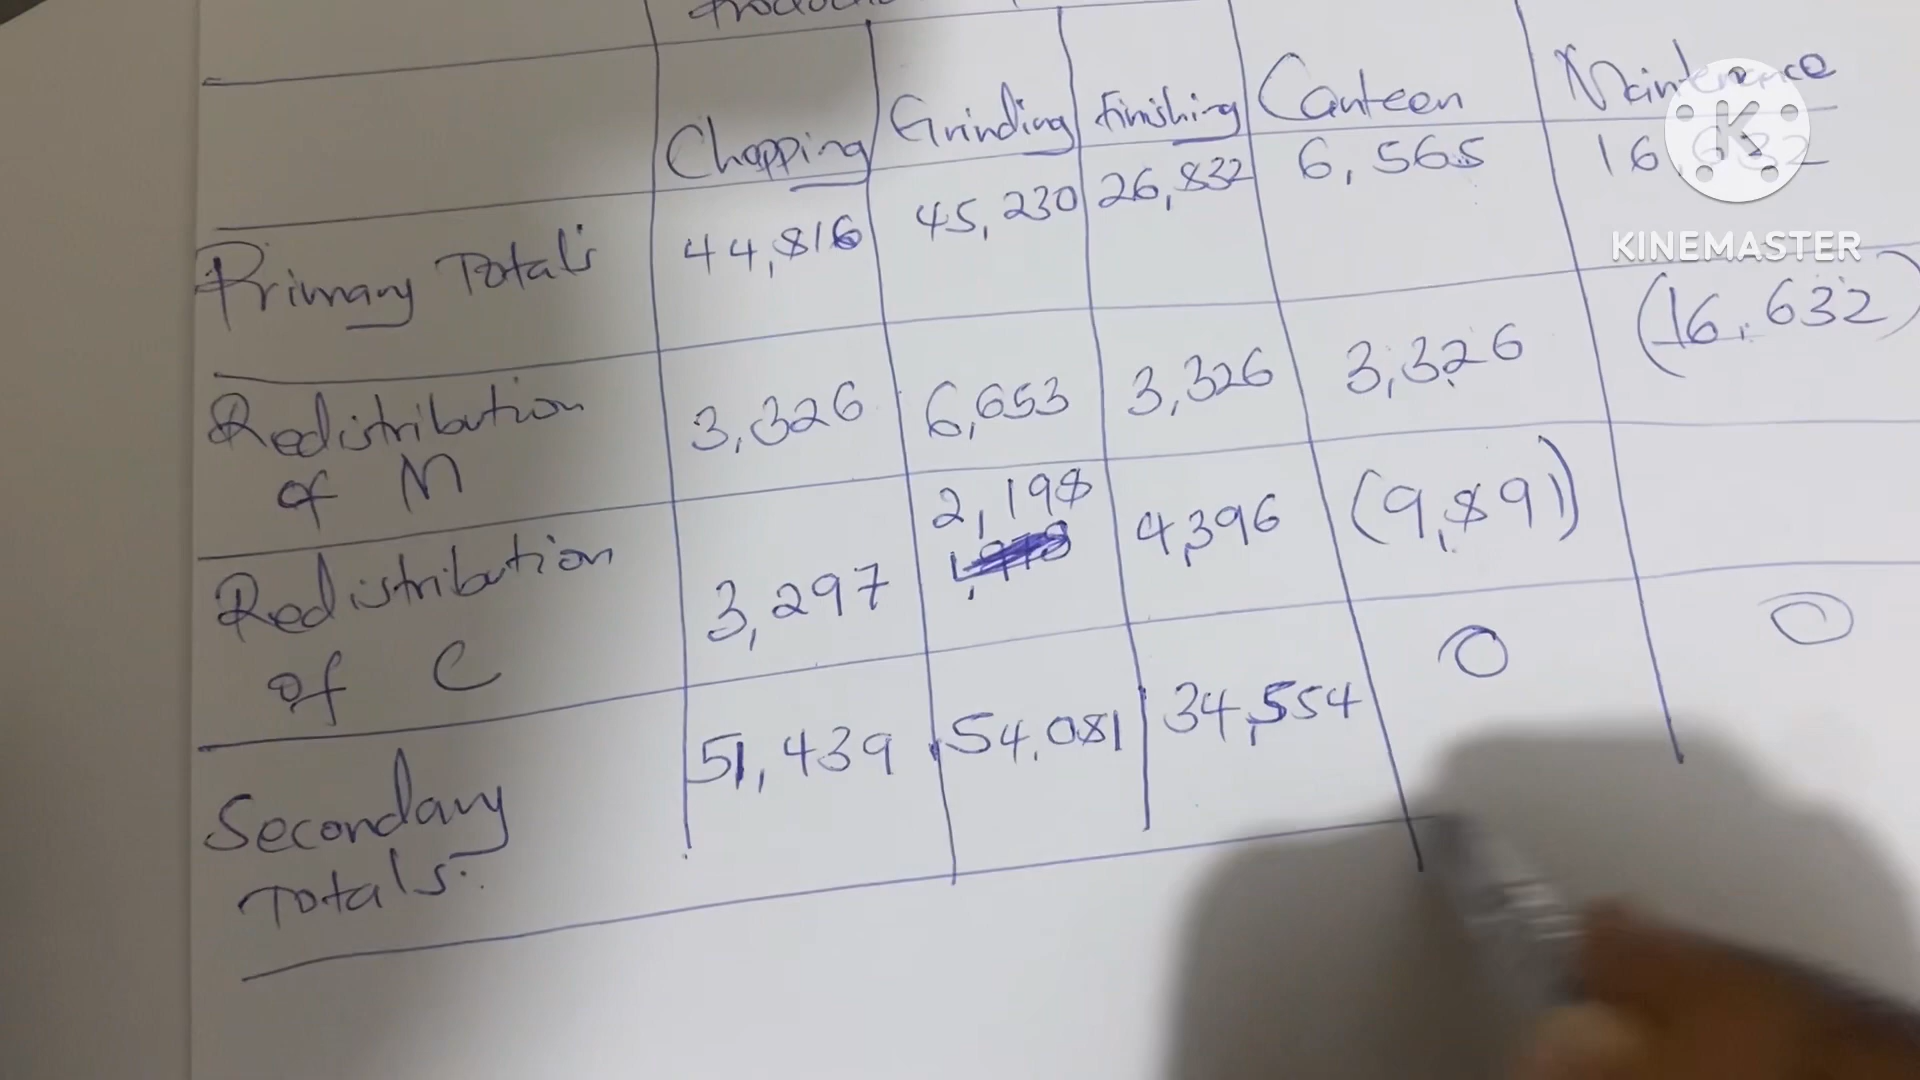 Chopping Grinding Finishing Canteen Maintenance
Primary Totals 44,816 45,230 26,832 6,565 16,632
KINEMASTER
Redistribution of M 3,326 6,653 3,326 3,326 (16,632)
Redistribution of C 3,297 2,198 4,396 (9,891)
Secondary Totals. 51,439 54,081 34,554 0 0